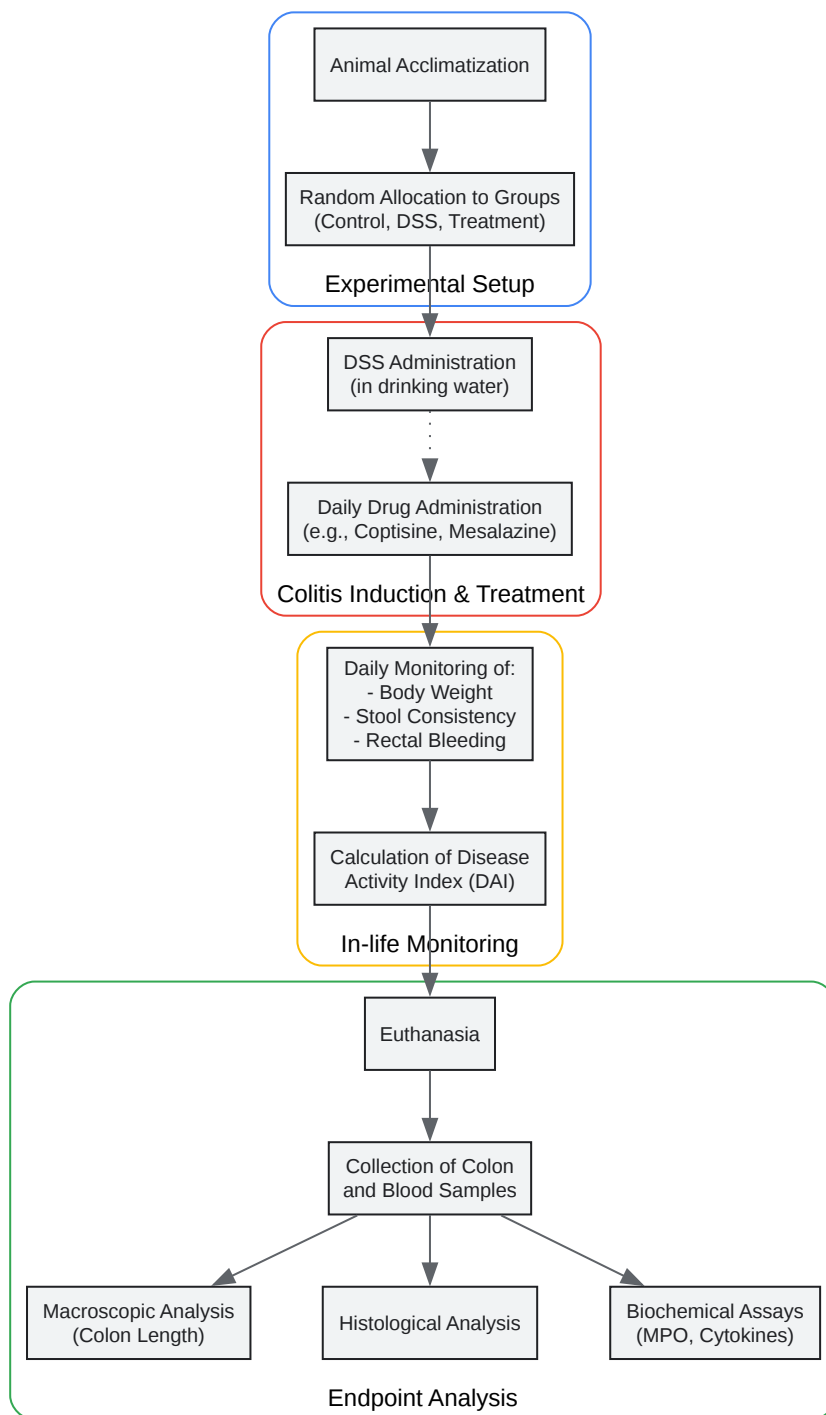 Animal Acclimatization
Random Allocation to Groups
(Control, DSS, Treatment)
Experimental Setup
DSS Administration
(in drinking water)
Daily Drug Administration
(e.g., Coptisine, Mesalazine)
Colitis Induction & Treatment
Daily Monitoring of:
- Body Weight
- Stool Consistency
- Rectal Bleeding
Calculation of Disease
Activity Index (DAI)
In-life Monitoring
Euthanasia
Collection of Colon
and Blood Samples
Macroscopic Analysis
(Colon Length)
Histological Analysis
Biochemical Assays
(MPO, Cytokines)
Endpoint Analysis